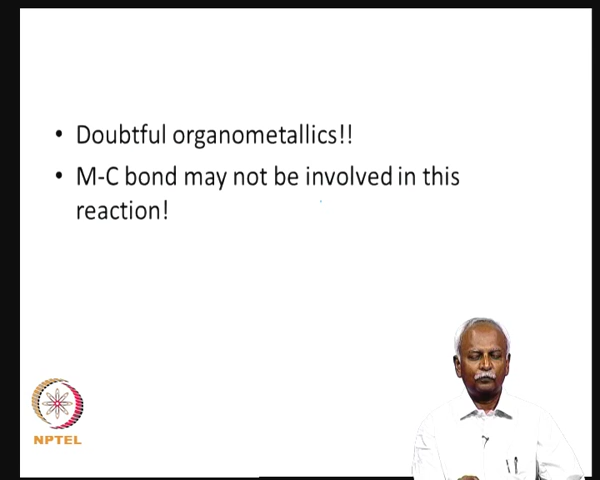 • Doubtful organometallics!!
• M-C bond may not be involved in this
reaction!
NPTEL